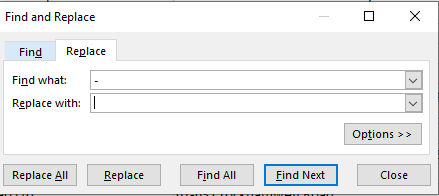 Find and Replace
Find Replace
Find what: -
Replace with:
Options >>
Replace All Replace Find All Find Next Close